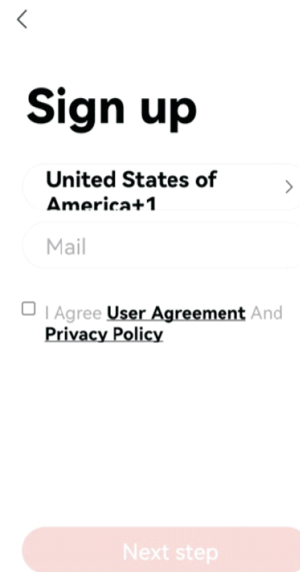 Sign up
United States of
America+1
Mail
I Agree User Agreement And
Privacy Policy
Next step